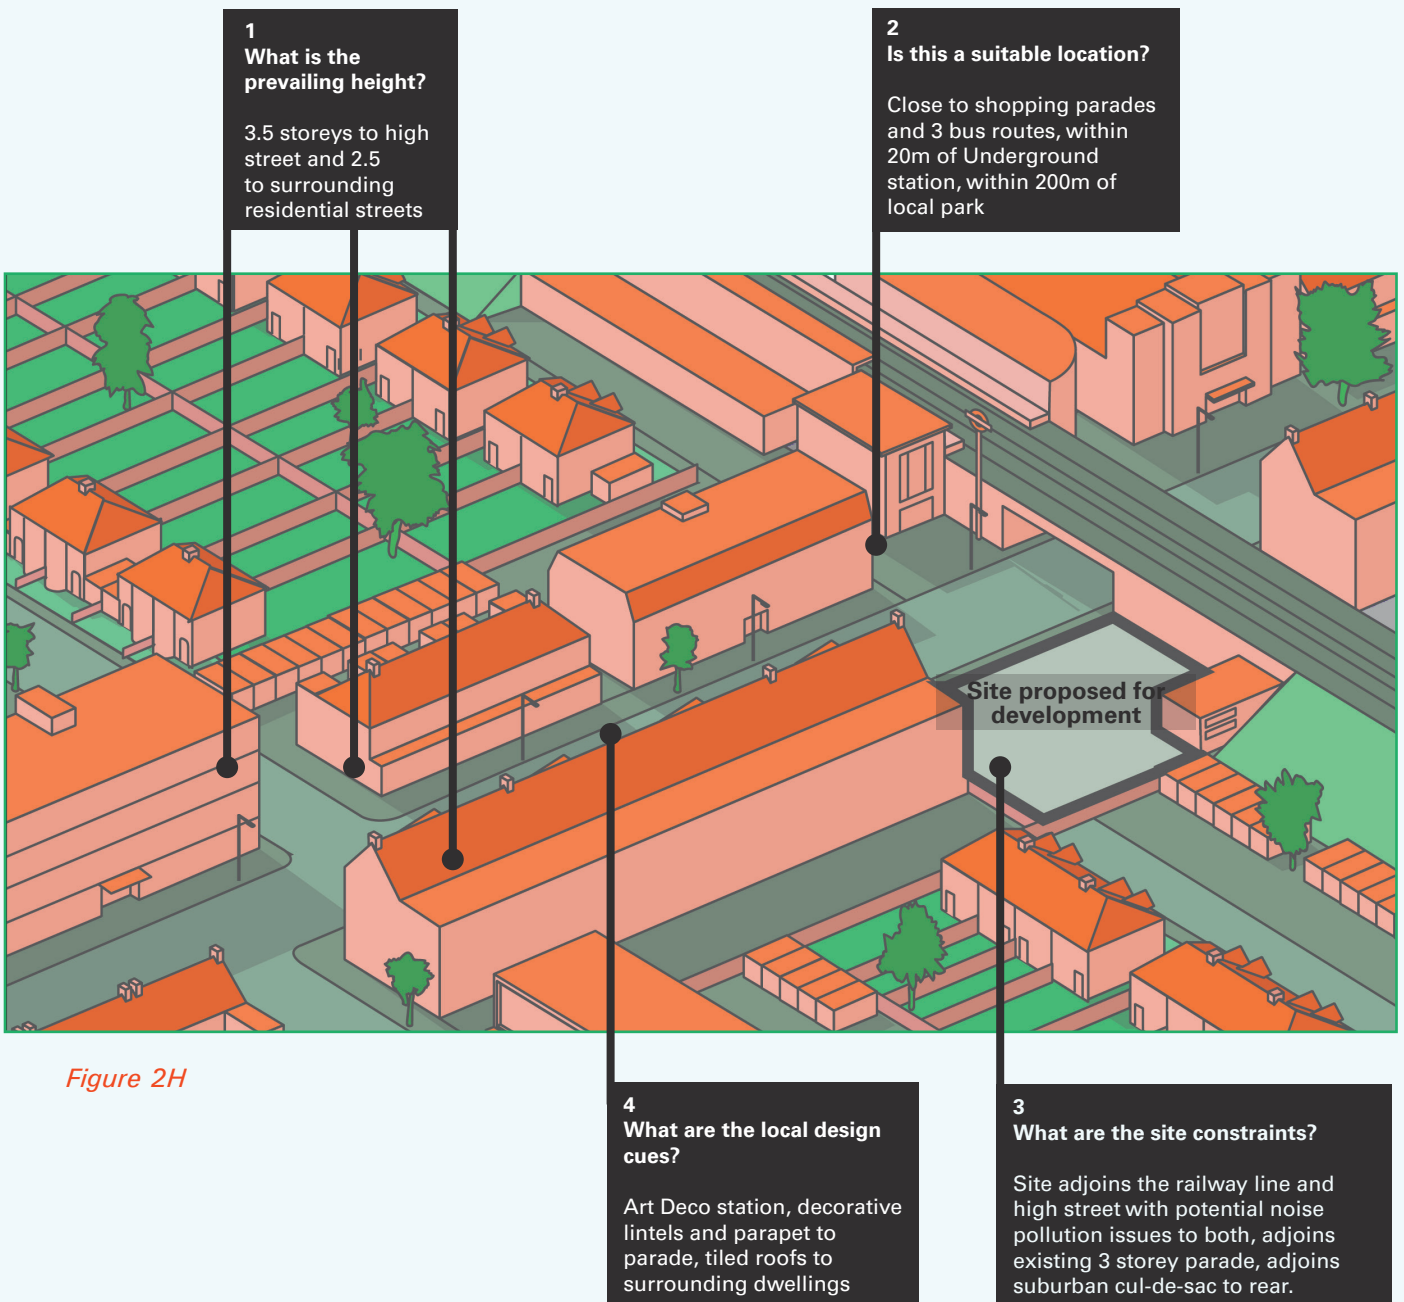 1
What is the
prevailing height?
3.5 storeys to high
street and 2.5
to surrounding
residential streets
2
Is this a suitable location?
Close to shopping parades
and 3 bus routes, within
20m of Underground
station, within 200m of
local park
Site proposed for
development
Figure 2H
4
What are the local design
cues?
Art Deco station, decorative
lintels and parapet to
parade, tiled roofs to
surrounding dwellings
3
What are the site constraints?
Site adjoins the railway line and
high street with potential noise
pollution issues to both, adjoins
existing 3 storey parade, adjoins
suburban cul-de-sac to rear.